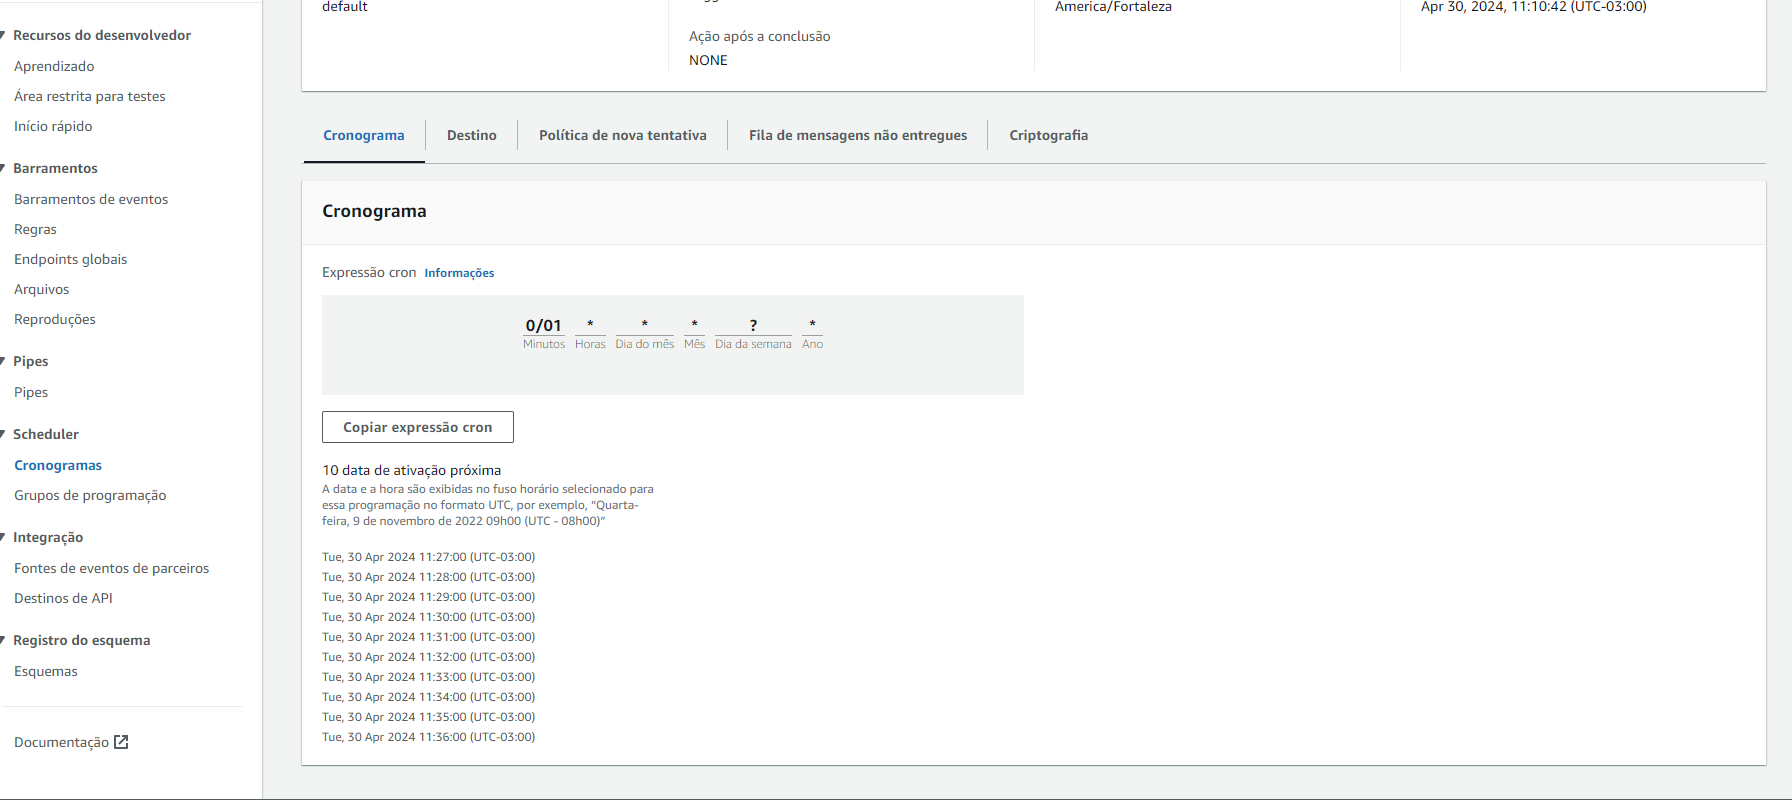 default
America/Fortaleza
Apr 30, 2024, 11:10:42 (UTC-03:00)
Ação após a conclusão
NONE
Recursos do desenvolvedor
Aprendizado
Área restrita para testes
Início rápido
Barramentos
Barramentos de eventos
Regras
Endpoints globais
Arquivos
Reproduções
Pipes
Pipes
Scheduler
Cronogramas
Grupos de programação
Integração
Fontes de eventos de parceiros
Destinos de API
Registro do esquema
Esquemas
Documentação
Cronograma Destino Política de nova tentativa Fila de mensagens não entregues Criptografia
Cronograma
Expressão cron Informações
0/01 * * * ? *
Minutos Horas Dia do mês Mês Dia da semana Ano
Copiar expressão cron
10 data de ativação próxima
A data e a hora são exibidas no fuso horário selecionado para
essa programação no formato UTC, por exemplo, “Quarta-
feira, 9 de novembro de 2022 09h00 (UTC - 08h00)”
Tue, 30 Apr 2024 11:27:00 (UTC-03:00)
Tue, 30 Apr 2024 11:28:00 (UTC-03:00)
Tue, 30 Apr 2024 11:29:00 (UTC-03:00)
Tue, 30 Apr 2024 11:30:00 (UTC-03:00)
Tue, 30 Apr 2024 11:31:00 (UTC-03:00)
Tue, 30 Apr 2024 11:32:00 (UTC-03:00)
Tue, 30 Apr 2024 11:33:00 (UTC-03:00)
Tue, 30 Apr 2024 11:34:00 (UTC-03:00)
Tue, 30 Apr 2024 11:35:00 (UTC-03:00)
Tue, 30 Apr 2024 11:36:00 (UTC-03:00)